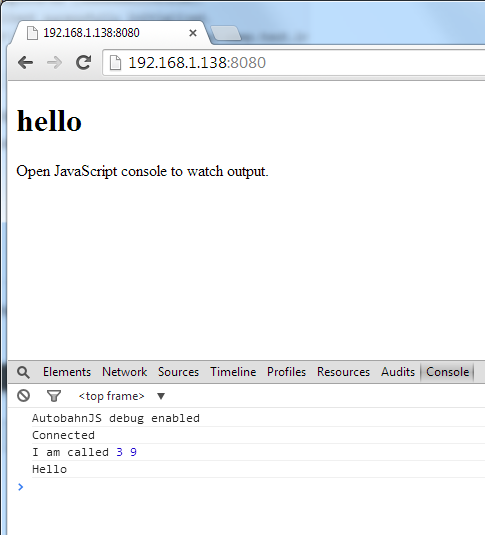 192.168.1.138:8080
192.168.1.138:8080
hello
Open JavaScript console to watch output.
Elements Network Sources Timeline Profiles Resources Audits Console
<top frame> ▼
AutobahnJS debug enabled
Connected
I am called 3 9
Hello
>